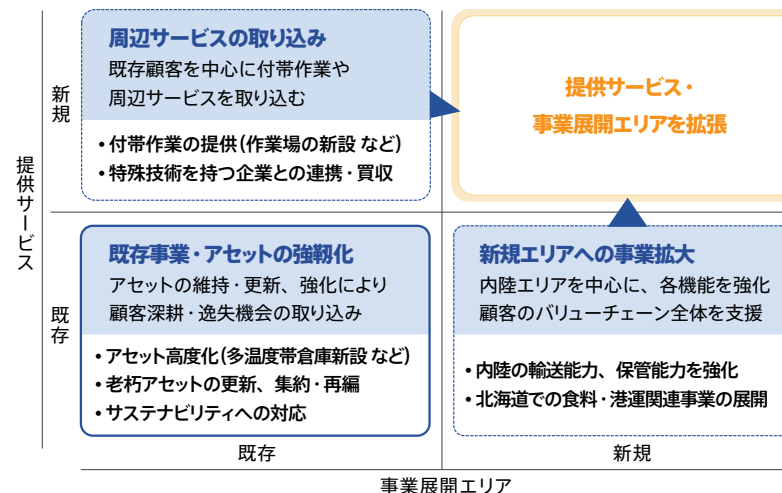 提供サービス
新規
周辺サービスの取り込み
既存顧客を中心に付帯作業や
周辺サービスを取り込む
・付帯作業の提供(作業場の新設 など)
・特殊技術を持つ企業との連携・買収
提供サービス・
事業展開エリアを拡張
既存
既存事業・アセットの強靱化
アセットの維持・更新、強化により
顧客深耕・逸失機会の取り込み
・アセット高度化(多温度帯倉庫新設 など)
・老朽アセットの更新、集約・再編
・サステナビリティへの対応
新規エリアへの事業拡大
内陸エリアを中心に、各機能を強化
顧客のバリューチェーン全体を支援
・内陸の輸送能力、保管能力を強化
・北海道での食料・港運関連事業の展開
既存
新規
事業展開エリア